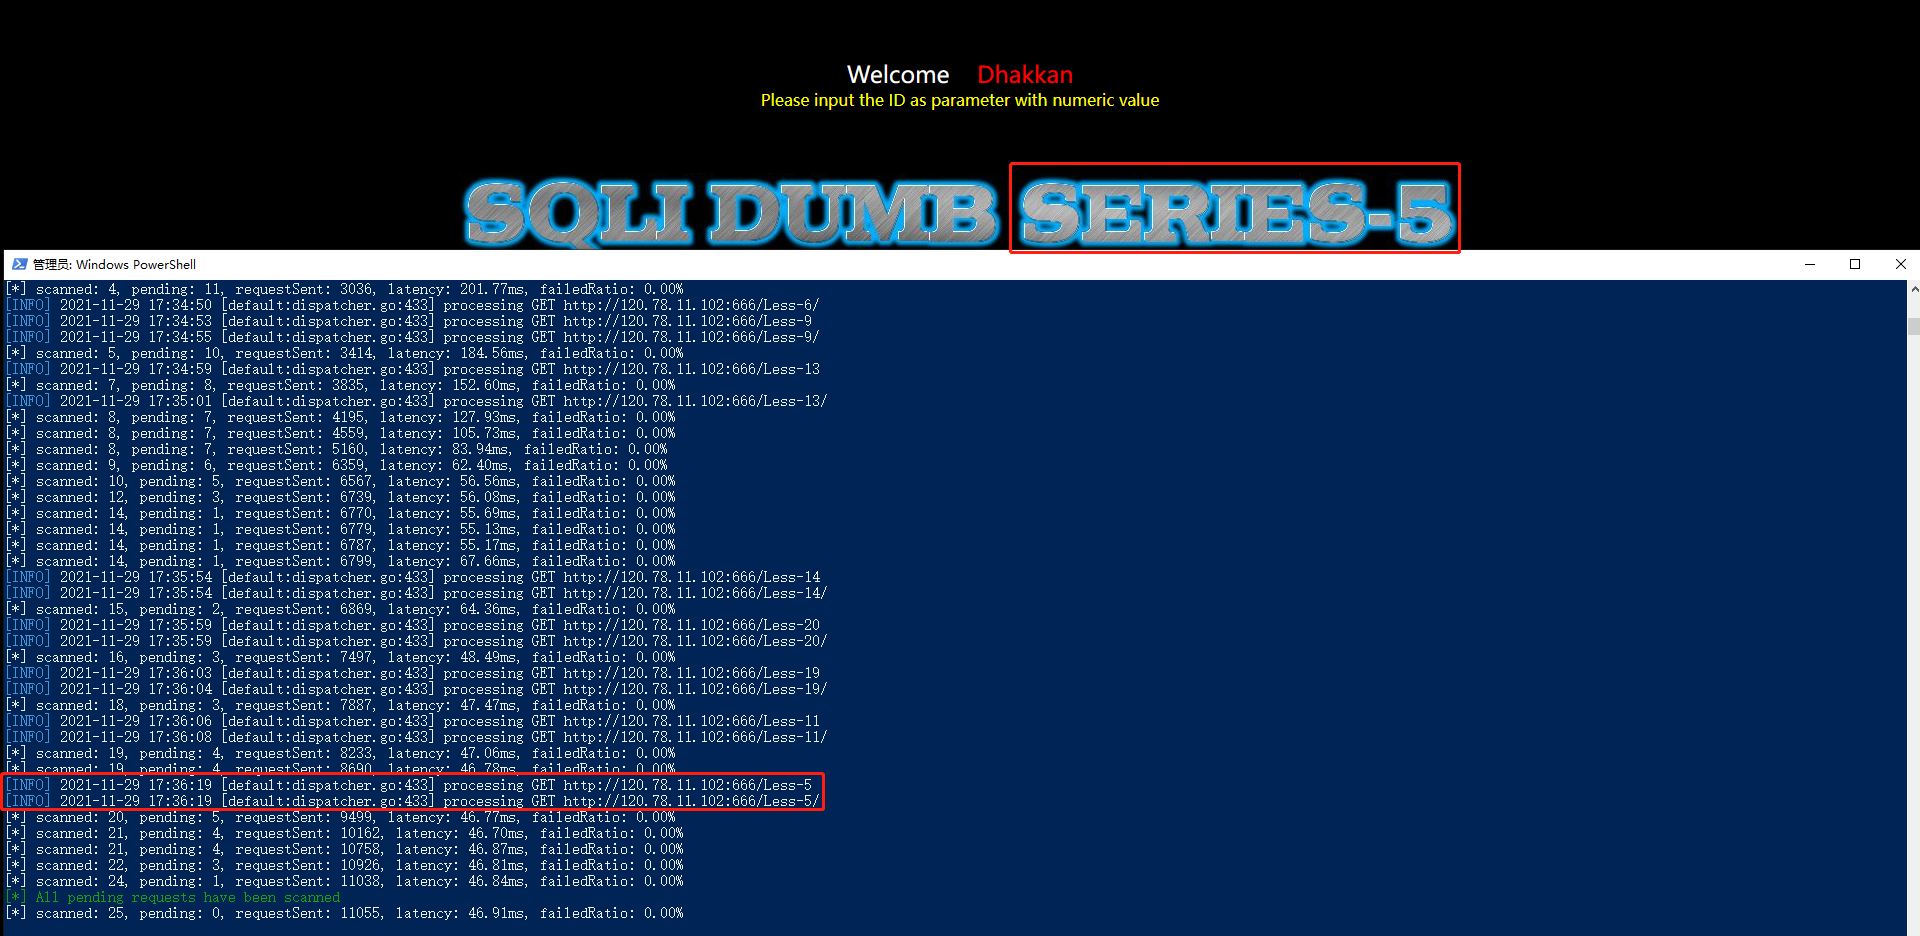 Welcome Dhakkan
Please input the ID as parameter with numeric value
SQLI DUMB SERIES-5
管理员: Windows PowerShell
[*] scanned: 4, pending: 11, requestSent: 3036, latency: 201.77ms, failedRatio: 0.00%
[INFO] 2021-11-29 17:34:50 [default:dispatcher.go:433] processing GET http://120.78.11.102:666/Less-6/
[INFO] 2021-11-29 17:34:53 [default:dispatcher.go:433] processing GET http://120.78.11.102:666/Less-9
[INFO] 2021-11-29 17:34:55 [default:dispatcher.go:433] processing GET http://120.78.11.102:666/Less-9/
[*] scanned: 5, pending: 10, requestSent: 3414, latency: 184.56ms, failedRatio: 0.00%
[INFO] 2021-11-29 17:34:59 [default:dispatcher.go:433] processing GET http://120.78.11.102:666/Less-13
[*] scanned: 7, pending: 8, requestSent: 3835, latency: 152.60ms, failedRatio: 0.00%
[INFO] 2021-11-29 17:35:01 [default:dispatcher.go:433] processing GET http://120.78.11.102:666/Less-13/
[*] scanned: 8, pending: 7, requestSent: 4195, latency: 127.93ms, failedRatio: 0.00%
[*] scanned: 8, pending: 7, requestSent: 4559, latency: 105.73ms, failedRatio: 0.00%
[*] scanned: 8, pending: 7, requestSent: 5160, latency: 83.94ms, failedRatio: 0.00%
[*] scanned: 9, pending: 6, requestSent: 6359, latency: 62.40ms, failedRatio: 0.00%
[*] scanned: 10, pending: 5, requestSent: 6567, latency: 56.56ms, failedRatio: 0.00%
[*] scanned: 12, pending: 3, requestSent: 6739, latency: 56.08ms, failedRatio: 0.00%
[*] scanned: 14, pending: 1, requestSent: 6770, latency: 55.69ms, failedRatio: 0.00%
[*] scanned: 14, pending: 1, requestSent: 6779, latency: 55.13ms, failedRatio: 0.00%
[*] scanned: 14, pending: 1, requestSent: 6787, latency: 55.17ms, failedRatio: 0.00%
[*] scanned: 14, pending: 1, requestSent: 6799, latency: 67.66ms, failedRatio: 0.00%
[INFO] 2021-11-29 17:35:54 [default:dispatcher.go:433] processing GET http://120.78.11.102:666/Less-14
[INFO] 2021-11-29 17:35:54 [default:dispatcher.go:433] processing GET http://120.78.11.102:666/Less-14/
[*] scanned: 15, pending: 2, requestSent: 6869, latency: 64.36ms, failedRatio: 0.00%
[INFO] 2021-11-29 17:35:59 [default:dispatcher.go:433] processing GET http://120.78.11.102:666/Less-20
[INFO] 2021-11-29 17:35:59 [default:dispatcher.go:433] processing GET http://120.78.11.102:666/Less-20/
[*] scanned: 16, pending: 3, requestSent: 7497, latency: 48.49ms, failedRatio: 0.00%
[INFO] 2021-11-29 17:36:03 [default:dispatcher.go:433] processing GET http://120.78.11.102:666/Less-19
[INFO] 2021-11-29 17:36:04 [default:dispatcher.go:433] processing GET http://120.78.11.102:666/Less-19/
[*] scanned: 18, pending: 3, requestSent: 7887, latency: 47.47ms, failedRatio: 0.00%
[INFO] 2021-11-29 17:36:06 [default:dispatcher.go:433] processing GET http://120.78.11.102:666/Less-11
[INFO] 2021-11-29 17:36:08 [default:dispatcher.go:433] processing GET http://120.78.11.102:666/Less-11/
[*] scanned: 19, pending: 4, requestSent: 8233, latency: 47.06ms, failedRatio: 0.00%
[*] scanned: 19, pending: 4, requestSent: 8690, latency: 46.78ms, failedRatio: 0.00%
[INFO] 2021-11-29 17:36:19 [default:dispatcher.go:433] processing GET http://120.78.11.102:666/Less-5
[INFO] 2021-11-29 17:36:19 [default:dispatcher.go:433] processing GET http://120.78.11.102:666/Less-5/
[*] scanned: 20, pending: 5, requestSent: 9499, latency: 46.77ms, failedRatio: 0.00%
[*] scanned: 21, pending: 4, requestSent: 10162, latency: 46.70ms, failedRatio: 0.00%
[*] scanned: 21, pending: 4, requestSent: 10758, latency: 46.87ms, failedRatio: 0.00%
[*] scanned: 22, pending: 3, requestSent: 10926, latency: 46.81ms, failedRatio: 0.00%
[*] scanned: 24, pending: 1, requestSent: 11038, latency: 46.84ms, failedRatio: 0.00%
[*] All pending requests have been scanned
[*] scanned: 25, pending: 0, requestSent: 11055, latency: 46.91ms, failedRatio: 0.00%